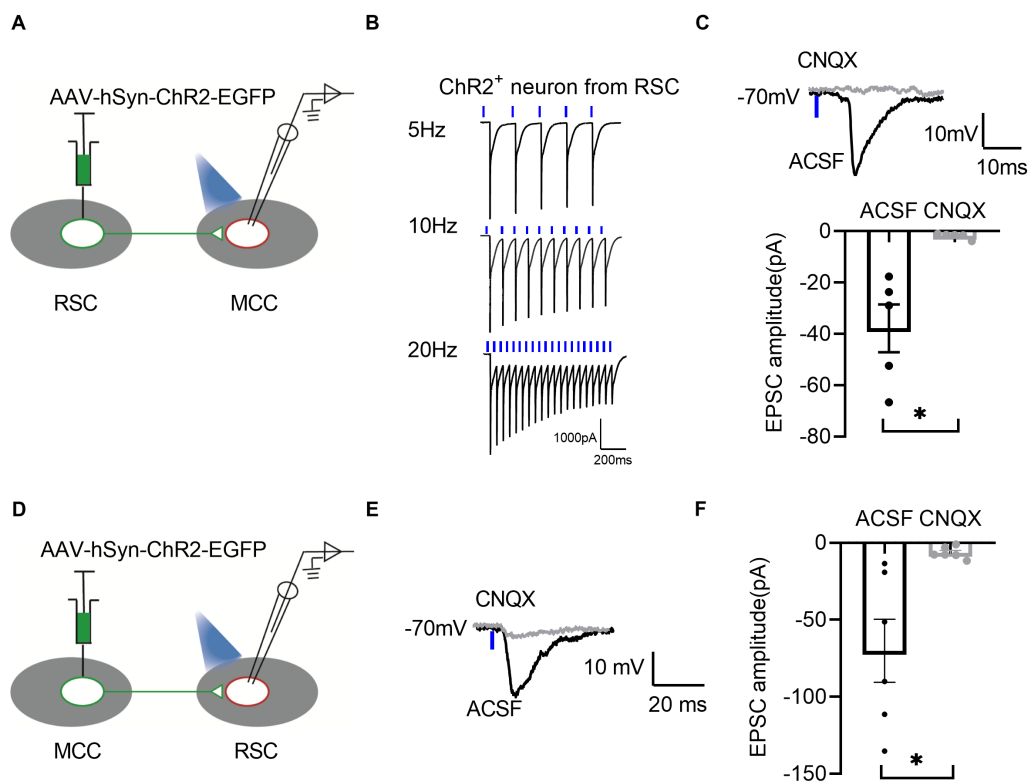 A
AAV-hSyn-ChR2-EGFP
RSC
MCC
B
ChR2⁺ neuron from RSC
5Hz
10Hz
20Hz
1000pA
200ms
C
CNQX
-70mV
ACSF
10mV
10ms
ACSF CNQX
EPSC amplitude(pA)
0
-20
-40
-60
-80
*
D
AAV-hSyn-ChR2-EGFP
MCC
RSC
E
CNQX
-70mV
ACSF
10 mV
20 ms
F
ACSF CNQX
EPSC amplitude(pA)
0
-50
-100
-150
*